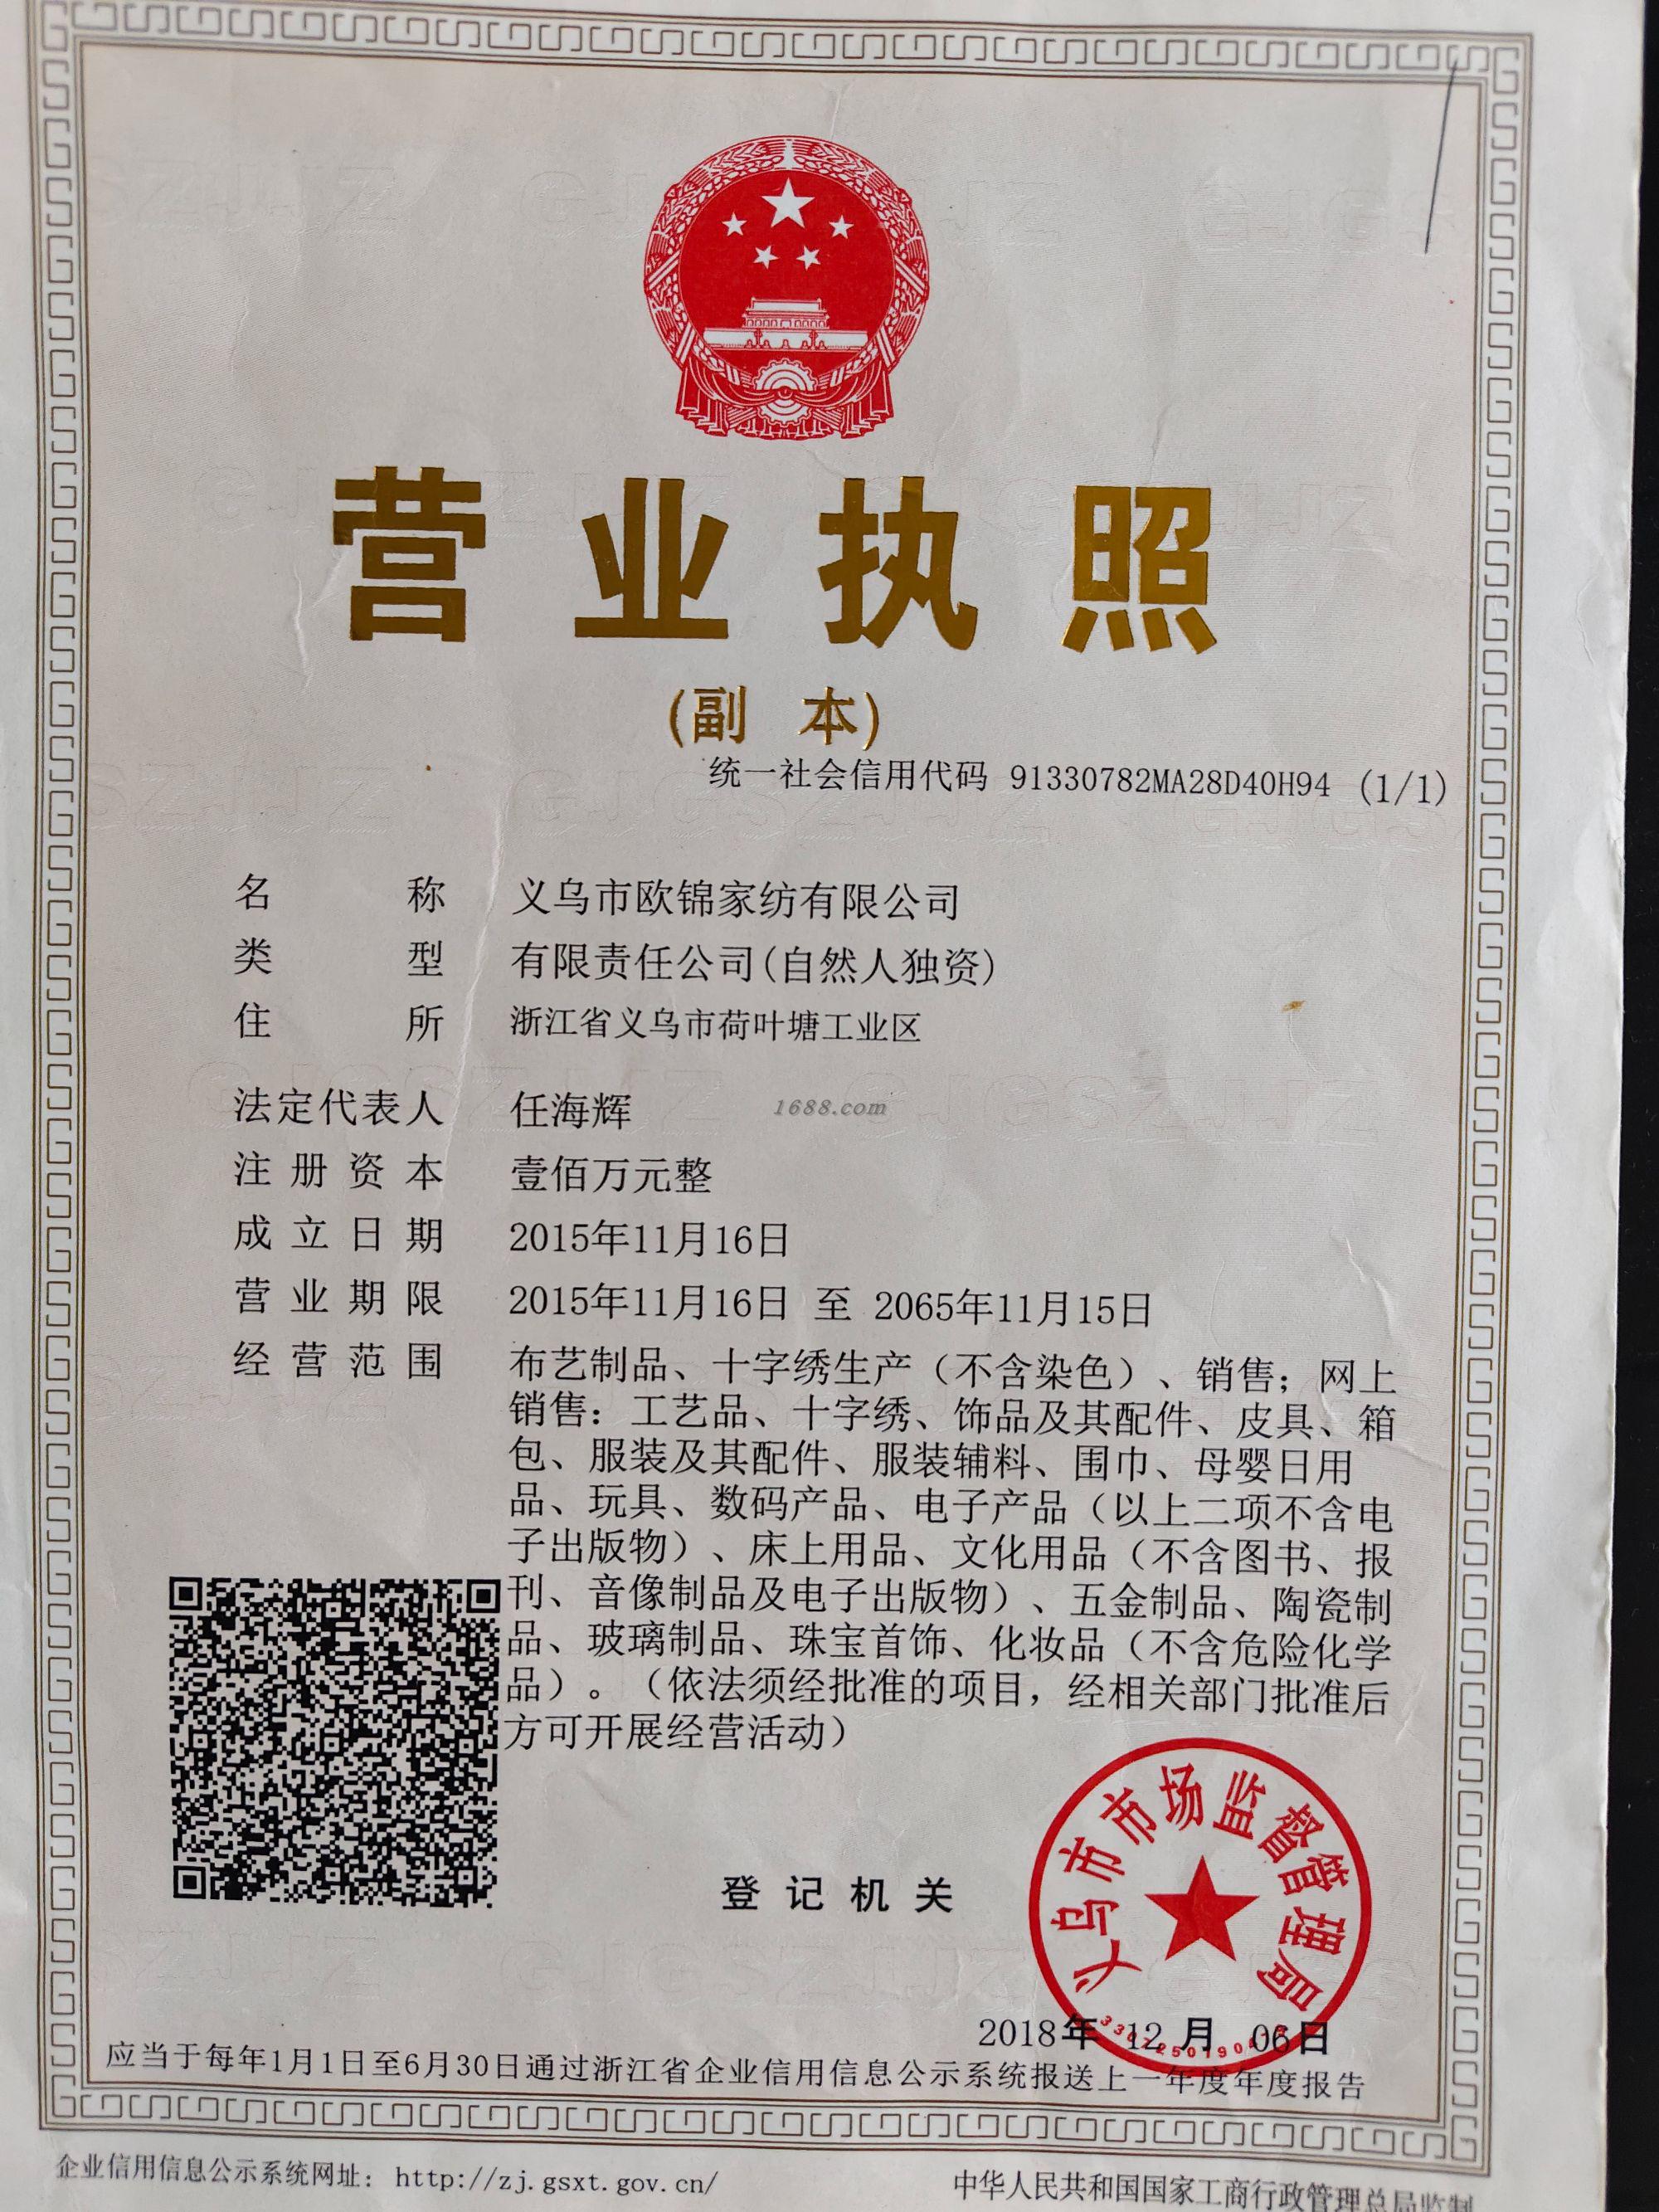 营业执照
(副 本)
统一社会信用代码 91330782MA28D40H94 (1/1)
名 称 义乌市欧锦家纺有限公司
类 型 有限责任公司(自然人独资)
住 所 浙江省义乌市荷叶塘工业区
法定代表人 任海辉
1688.com
注册资本 壹佰万元整
成立日期 2015年11月16日
营业期限 2015年11月16日 至 2065年11月15日
经营范围 布艺制品、十字绣生产（不含染色）、销售；网上
销售：工艺品、十字绣、饰品及其配件、皮具、箱
包、服装及其配件、服装辅料、围巾、母婴日用
品、玩具、数码产品、电子产品（以上二项不含电
子出版物）、床上用品、文化用品（不含图书、报
刊、音像制品及电子出版物）、五金制品、陶瓷制
品、玻璃制品、珠宝首饰、化妆品（不含危险化学
品）。（依法须经批准的项目，经相关部门批准后
方可开展经营活动）
义乌市市场监督管理局
登记机关
2018年 12 月 06日
应当于每年1月1日至6月30日通过浙江省企业信用信息公示系统报送上一年度年度报告
企业信用信息公示系统网址：http://zj.gsxt.gov.cn/
中华人民共和国国家工商行政管理总局监制